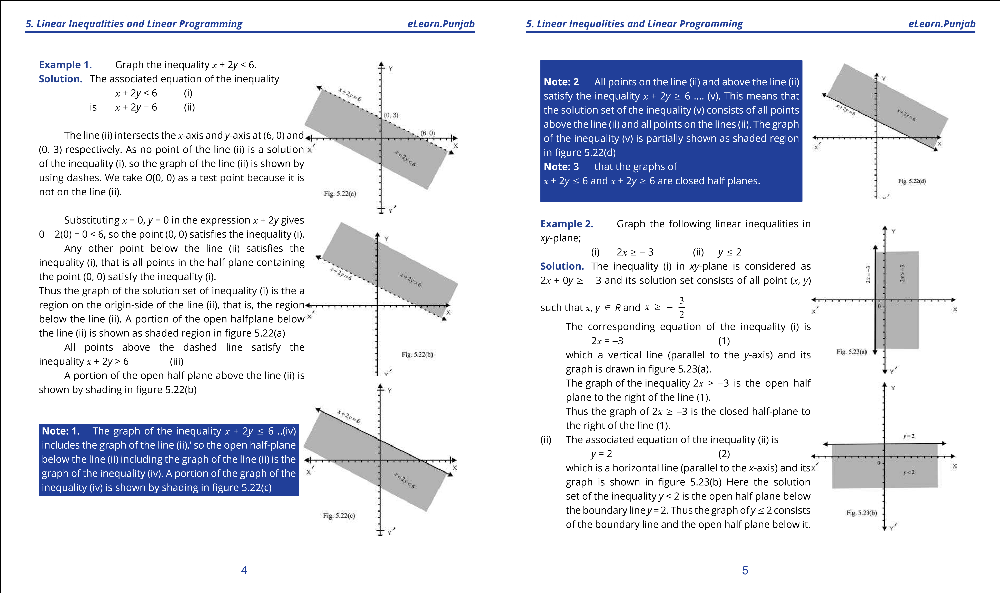 5. Linear Inequalities and Linear Programming eLearn.Punjab
Example 1. Graph the inequality x + 2y < 6.
Solution. The associated equation of the inequality
x + 2y < 6 (i)
is x + 2y = 6 (ii)
The line (ii) intersects the x-axis and y-axis at (6, 0) and
(0. 3) respectively. As no point of the line (ii) is a solution
of the inequality (i), so the graph of the line (ii) is shown by
using dashes. We take O(0, 0) as a test point because it is
not on the line (ii).
Substituting x = 0, y = 0 in the expression x + 2y gives
0 – 2(0) = 0 < 6, so the point (0, 0) satisfies the inequality (i).
Any other point below the line (ii) satisfies the
inequality (i), that is all points in the half plane containing
the point (0, 0) satisfy the inequality (i).
Thus the graph of the solution set of inequality (i) is the a
region on the origin-side of the line (ii), that is, the region
below the line (ii). A portion of the open halfplane below
the line (ii) is shown as shaded region in figure 5.22(a)
All points above the dashed line satisfy the
inequality x + 2y > 6 (iii)
A portion of the open half plane above the line (ii) is
shown by shading in figure 5.22(b)
Note: 1. The graph of the inequality x + 2y ≤ 6 ..(iv)
includes the graph of the line (ii),’ so the open half-plane
below the line (ii) including the graph of the line (ii) is the
graph of the inequality (iv). A portion of the graph of the
inequality (iv) is shown by shading in figure 5.22(c)
Y
x+2y=6
(0, 3)
(6, 0)
X
X′
x+2y<6
Fig. 5.22(a)
Y′
Y
x+2y=6
x+2y>6
X
X′
Fig. 5.22(b)
Y′
Y
x+2y=6
X
X′
x+2y<6
Fig. 5.22(c)
Y′
4
5. Linear Inequalities and Linear Programming eLearn.Punjab
Note: 2 All points on the line (ii) and above the line (ii)
satisfy the inequality x + 2y ≥ 6 .... (v). This means that
the solution set of the inequality (v) consists of all points
above the line (ii) and all points on the lines (ii). The graph
of the inequality (v) is partially shown as shaded region
in figure 5.22(d)
Note: 3 that the graphs of
x + 2y ≤ 6 and x + 2y ≥ 6 are closed half planes.
Y
x+2y=6
x+2y>6
X
X′
Fig. 5.22(d)
Example 2. Graph the following linear inequalities in
xy-plane;
(i) 2x ≥ – 3 (ii) y ≤ 2
Solution. The inequality (i) in xy-plane is considered as
2x + 0y ≥ – 3 and its solution set consists of all point (x, y)
such that x, y ∈ R and x ≥ – 3/2
The corresponding equation of the inequality (i) is
2x = –3 (1)
which a vertical line (parallel to the y-axis) and its
graph is drawn in figure 5.23(a).
The graph of the inequality 2x > –3 is the open half
plane to the right of the line (1).
Thus the graph of 2x ≥ –3 is the closed half-plane to
the right of the line (1).
(ii) The associated equation of the inequality (ii) is
y = 2 (2)
which is a horizontal line (parallel to the x-axis) and its
graph is shown in figure 5.23(b) Here the solution
set of the inequality y < 2 is the open half plane below
the boundary line y = 2. Thus the graph of y ≤ 2 consists
of the boundary line and the open half plane below it.
Y
2x=–3
2x>–3
0
X
X′
Fig. 5.23(a)
Y′
Y
y=2
0
X
X′
y<2
Fig. 5.23(b)
Y′
5